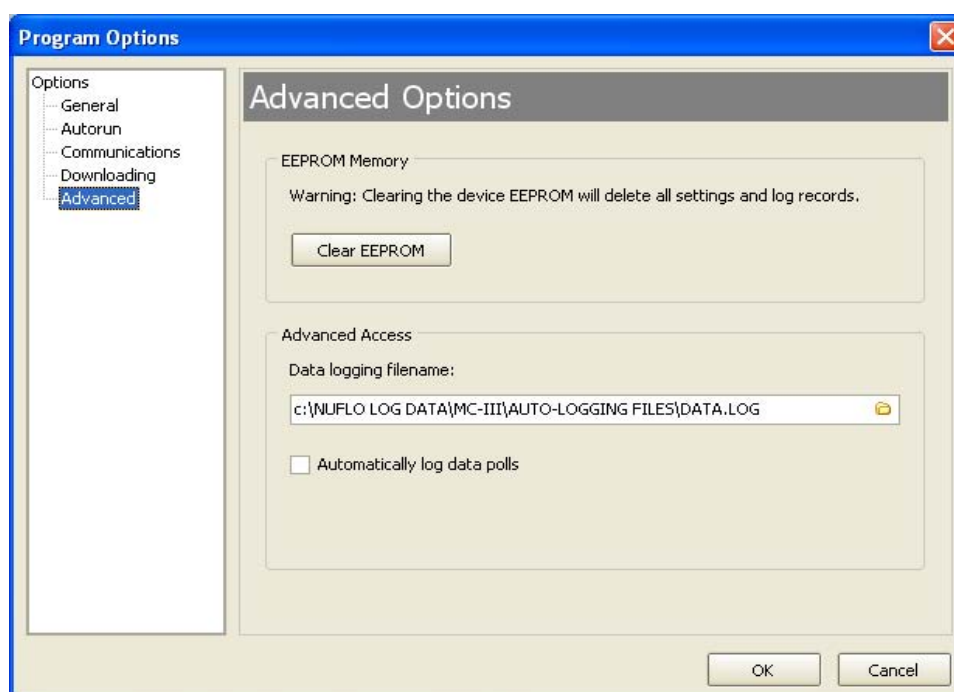 Program Options
Options
General
Autorun
Communications
Downloading
Advanced
Advanced Options
EEPROM Memory
Warning: Clearing the device EEPROM will delete all settings and log records.
Clear EEPROM
Advanced Access
Data logging filename:
c:\NUFLO LOG DATA\MC-III\AUTO-LOGGING FILES\DATA.LOG
Automatically log data polls
OK
Cancel